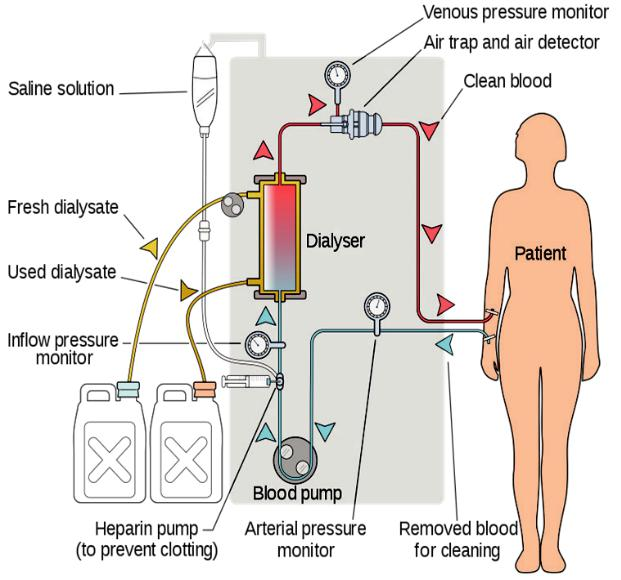 Venous pressure monitor
Air trap and air detector
Clean blood
Saline solution
Fresh dialysate
Dialyser
Patient
Used dialysate
Inflow pressure
monitor
Blood pump
Heparin pump
(to prevent clotting)
Arterial pressure
monitor
Removed blood
for cleaning